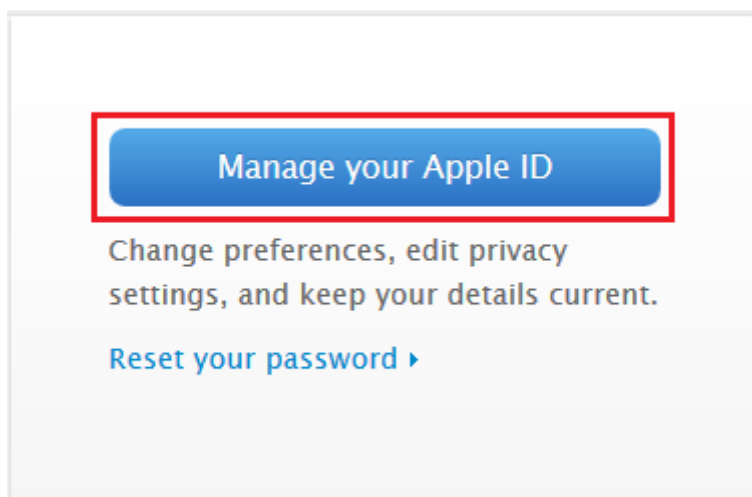 Manage your Apple ID
Change preferences, edit privacy
settings, and keep your details current.
Reset your password